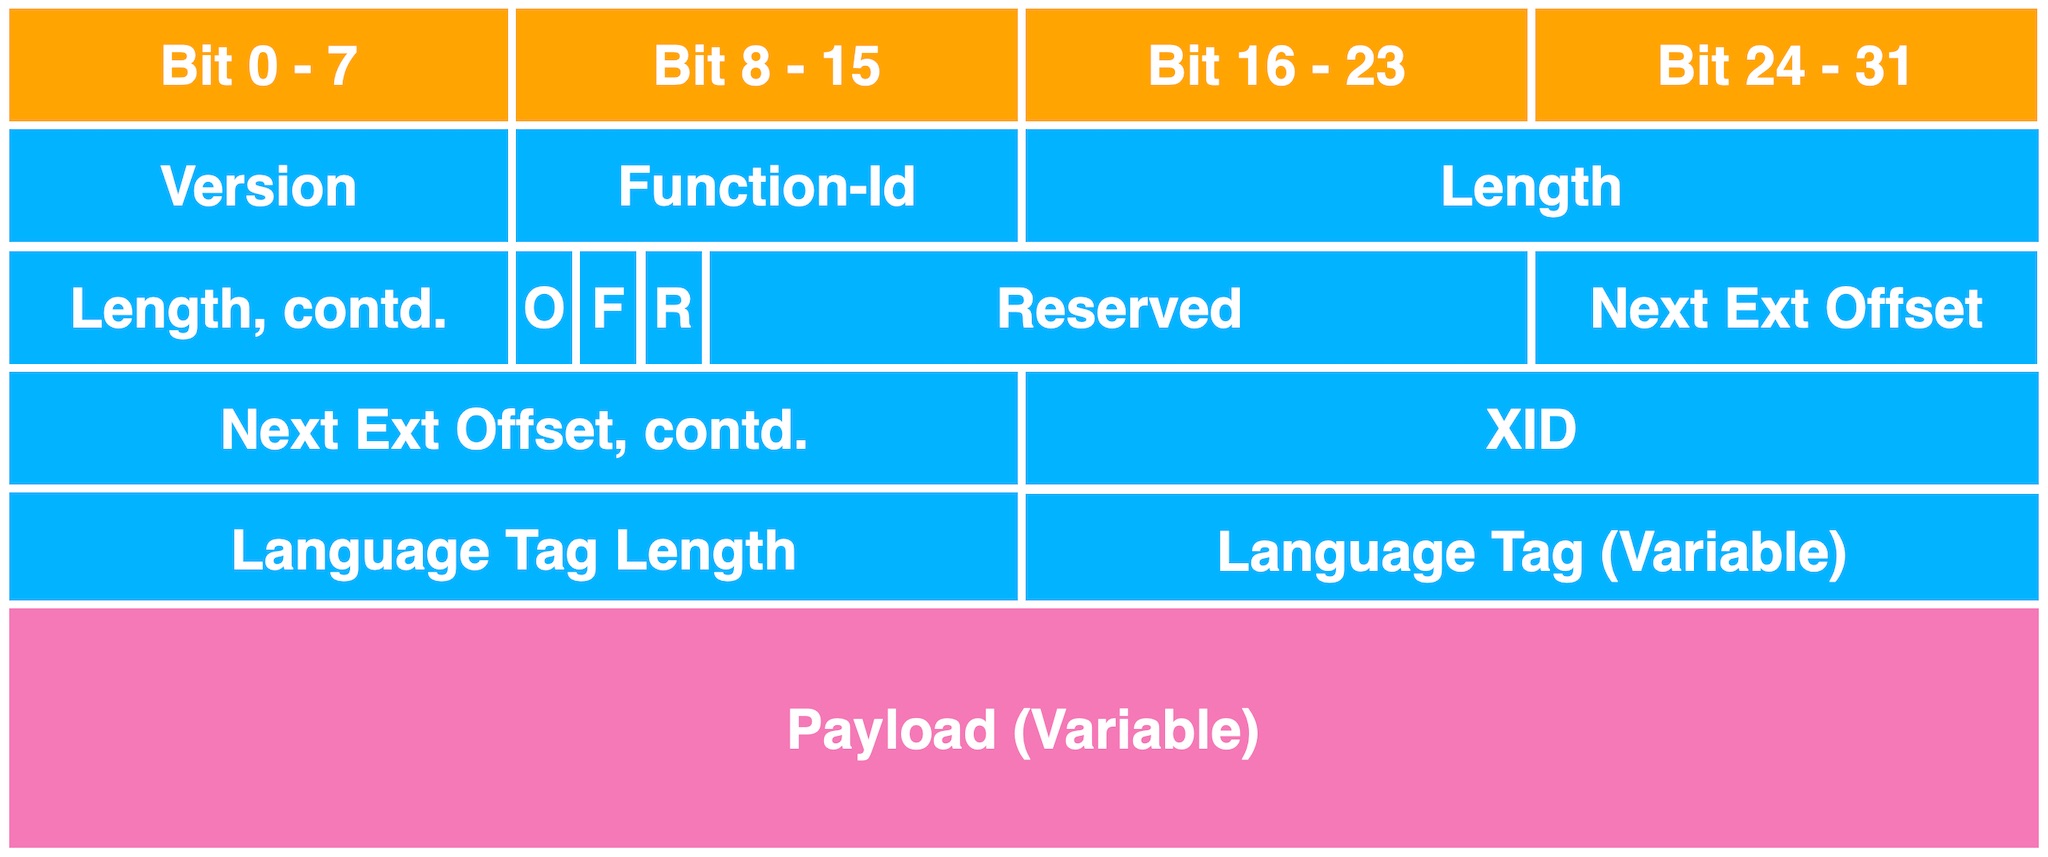 Bit 0 - 7 Bit 8 - 15 Bit 16 - 23 Bit 24 - 31
Version Function-Id Length
Length, contd. O F R Reserved Next Ext Offset
Next Ext Offset, contd. XID
Language Tag Length Language Tag (Variable)
Payload (Variable)